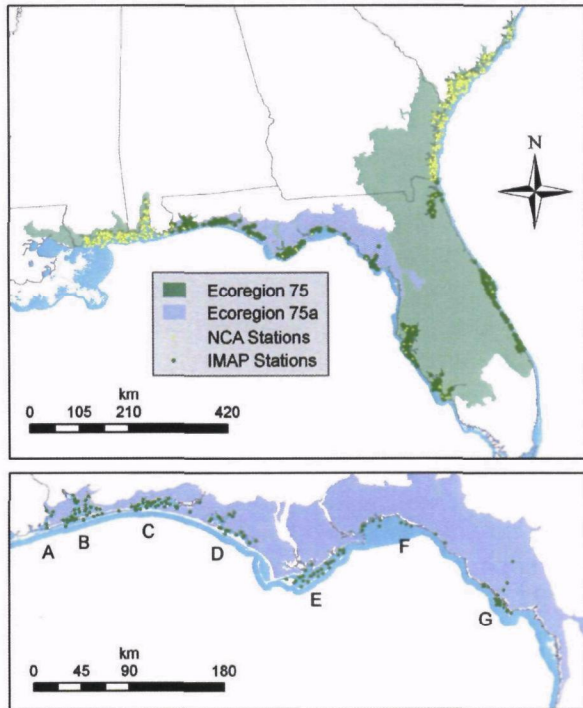 N
Ecoregion 75
Ecoregion 75a
NCA Stations
IMAP Stations
km
0 105 210 420
A B C D E F G
km
0 45 90 180